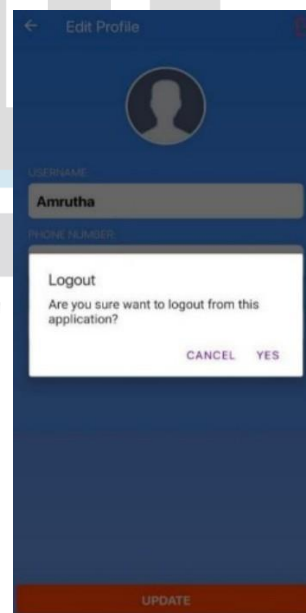 Edit Profile
USERNAME
Amrutha
PHONE NUMBER
Logout
Are you sure want to logout from this
application?
CANCEL YES
UPDATE